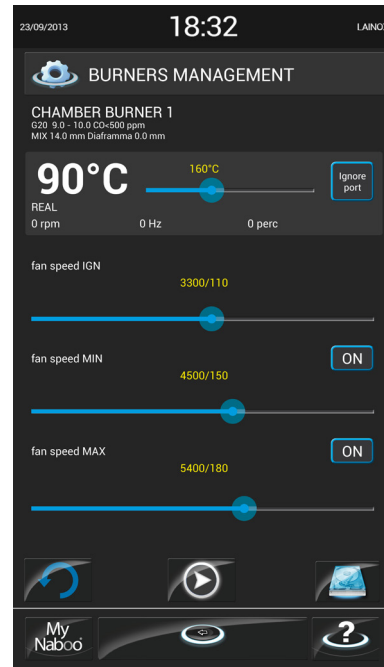 23/09/2013 18:32 LAINO
BURNERS MANAGEMENT
CHAMBER BURNER 1
G20 9.0 - 10.0 CO<500 ppm
MIX 14.0 mm Diaframma 0.0 mm
90°C 160°C Ignore port
REAL
0 rpm 0 Hz 0 perc
fan speed IGN
3300/110
fan speed MIN ON
4500/150
fan speed MAX ON
5400/180
My
Naboo ?